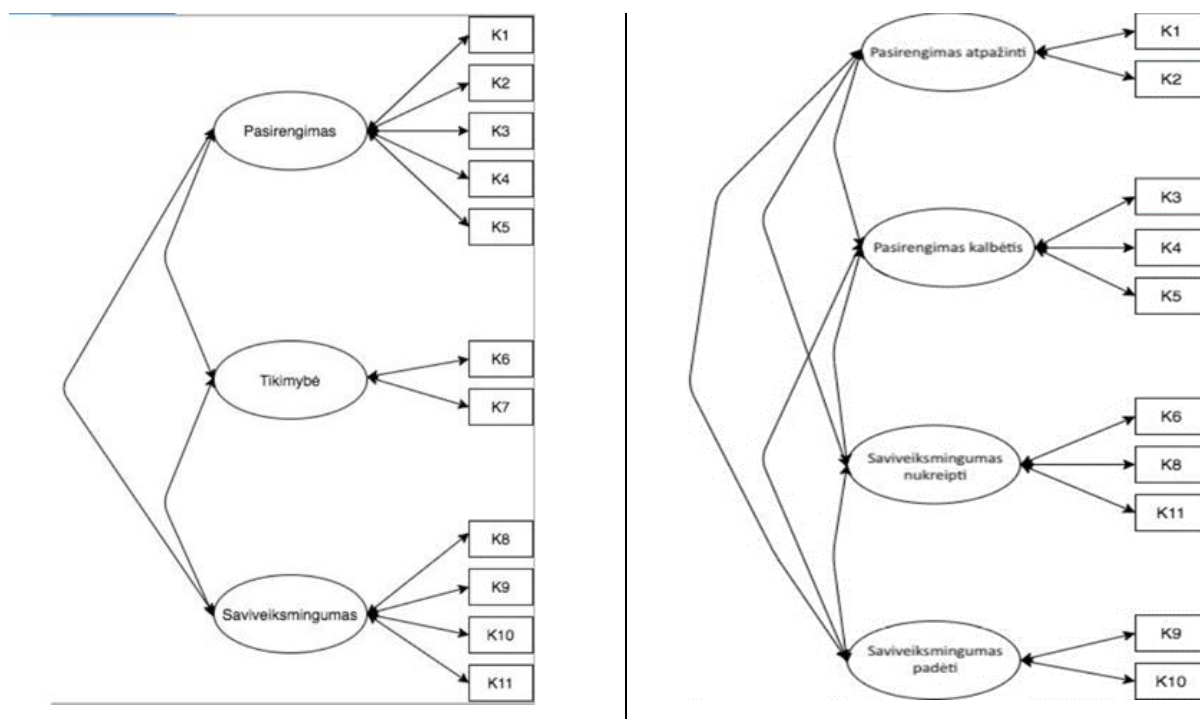 K1
K2
Pasirengimas
K3
K4
K5
K6
Tikimybė
K7
K8
K9
Saviveiksmingumas
K10
K11
K1
Pasirengimas atpažinti
K2
K3
Pasirengimas kalbėtis
K4
K5
K6
Saviveiksmingumas
nukreipti
K8
K11
K9
Saviveiksmingumas
padėti
K10